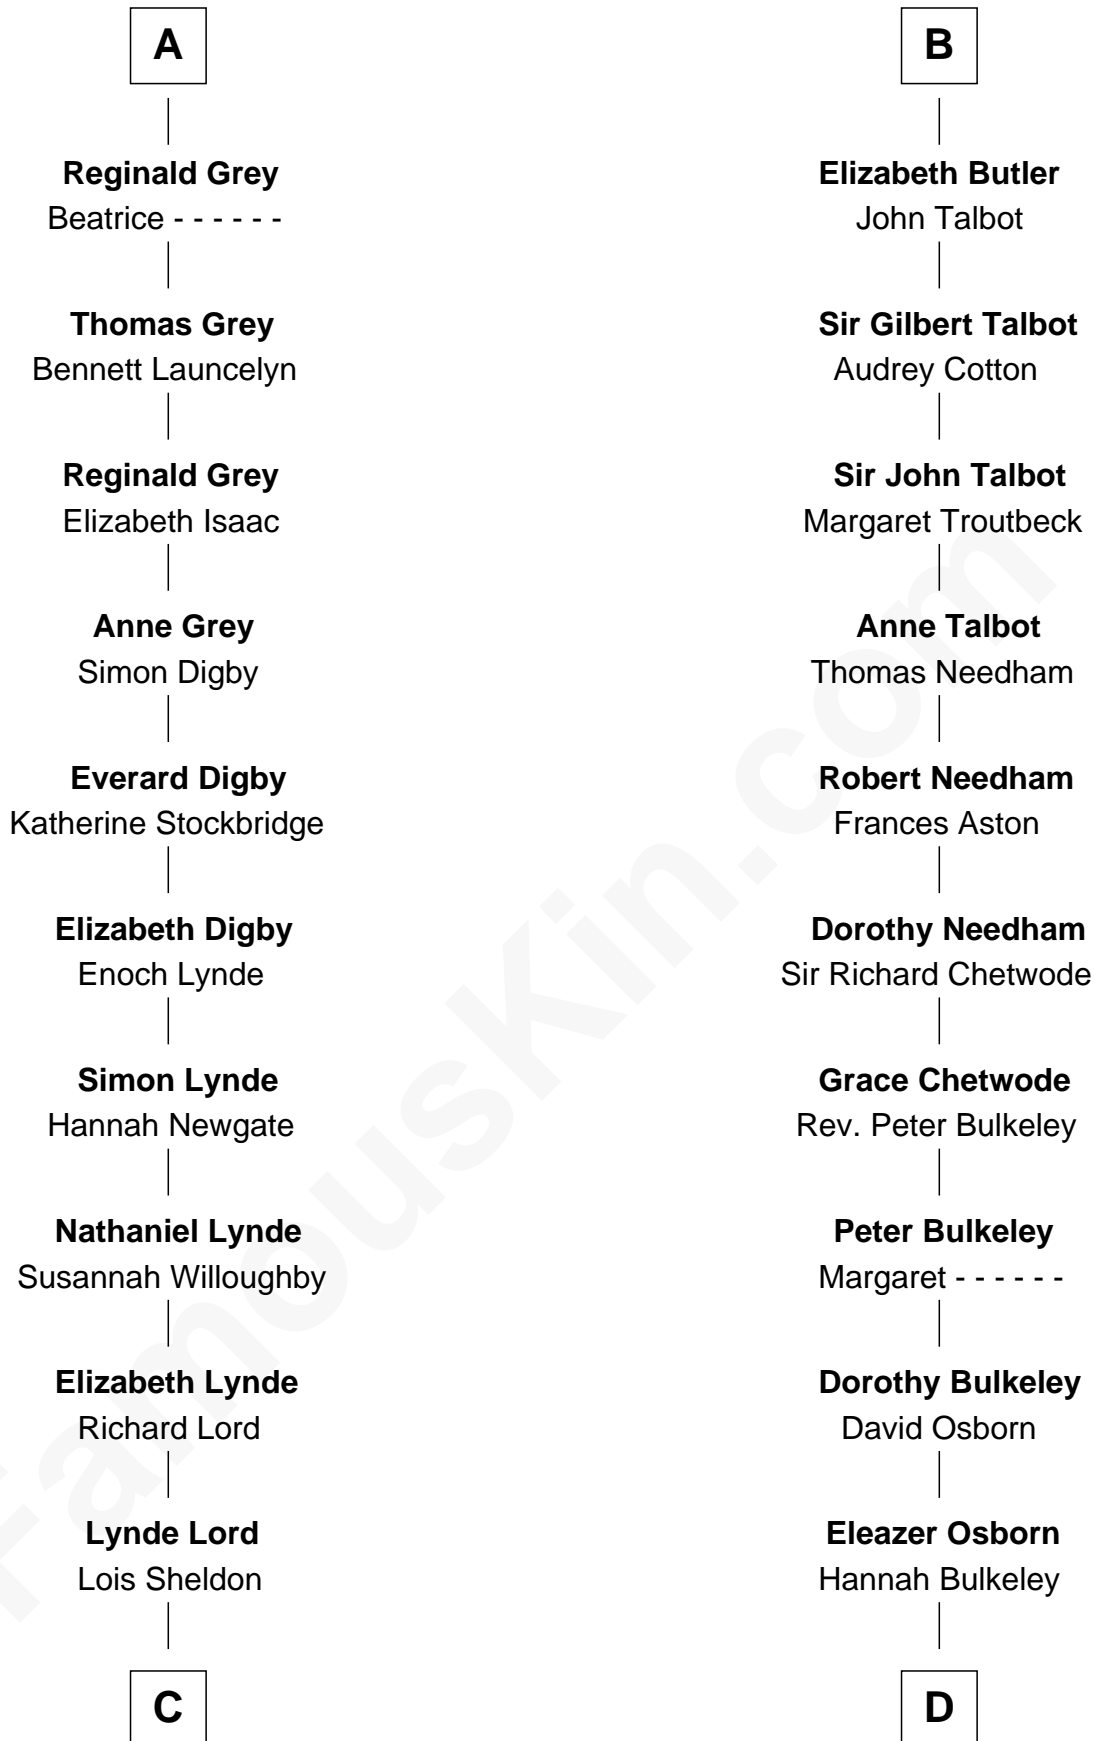 A
Reginald Grey
Beatrice - - - - - -
Thomas Grey
Bennett Launcelyn
Reginald Grey
Elizabeth Isaac
Anne Grey
Simon Digby
Everard Digby
Katherine Stockbridge
Elizabeth Digby
Enoch Lynde
Simon Lynde
Hannah Newgate
Nathaniel Lynde
Susannah Willoughby
Elizabeth Lynde
Richard Lord
Lynde Lord
Lois Sheldon
C
B
Elizabeth Butler
John Talbot
Sir Gilbert Talbot
Audrey Cotton
Sir John Talbot
Margaret Troutbeck
Anne Talbot
Thomas Needham
Robert Needham
Frances Aston
Dorothy Needham
Sir Richard Chetwode
Grace Chetwode
Rev. Peter Bulkeley
Peter Bulkeley
Margaret - - - - - -
Dorothy Bulkeley
David Osborn
Eleazer Osborn
Hannah Bulkeley
D
FamousKin.com